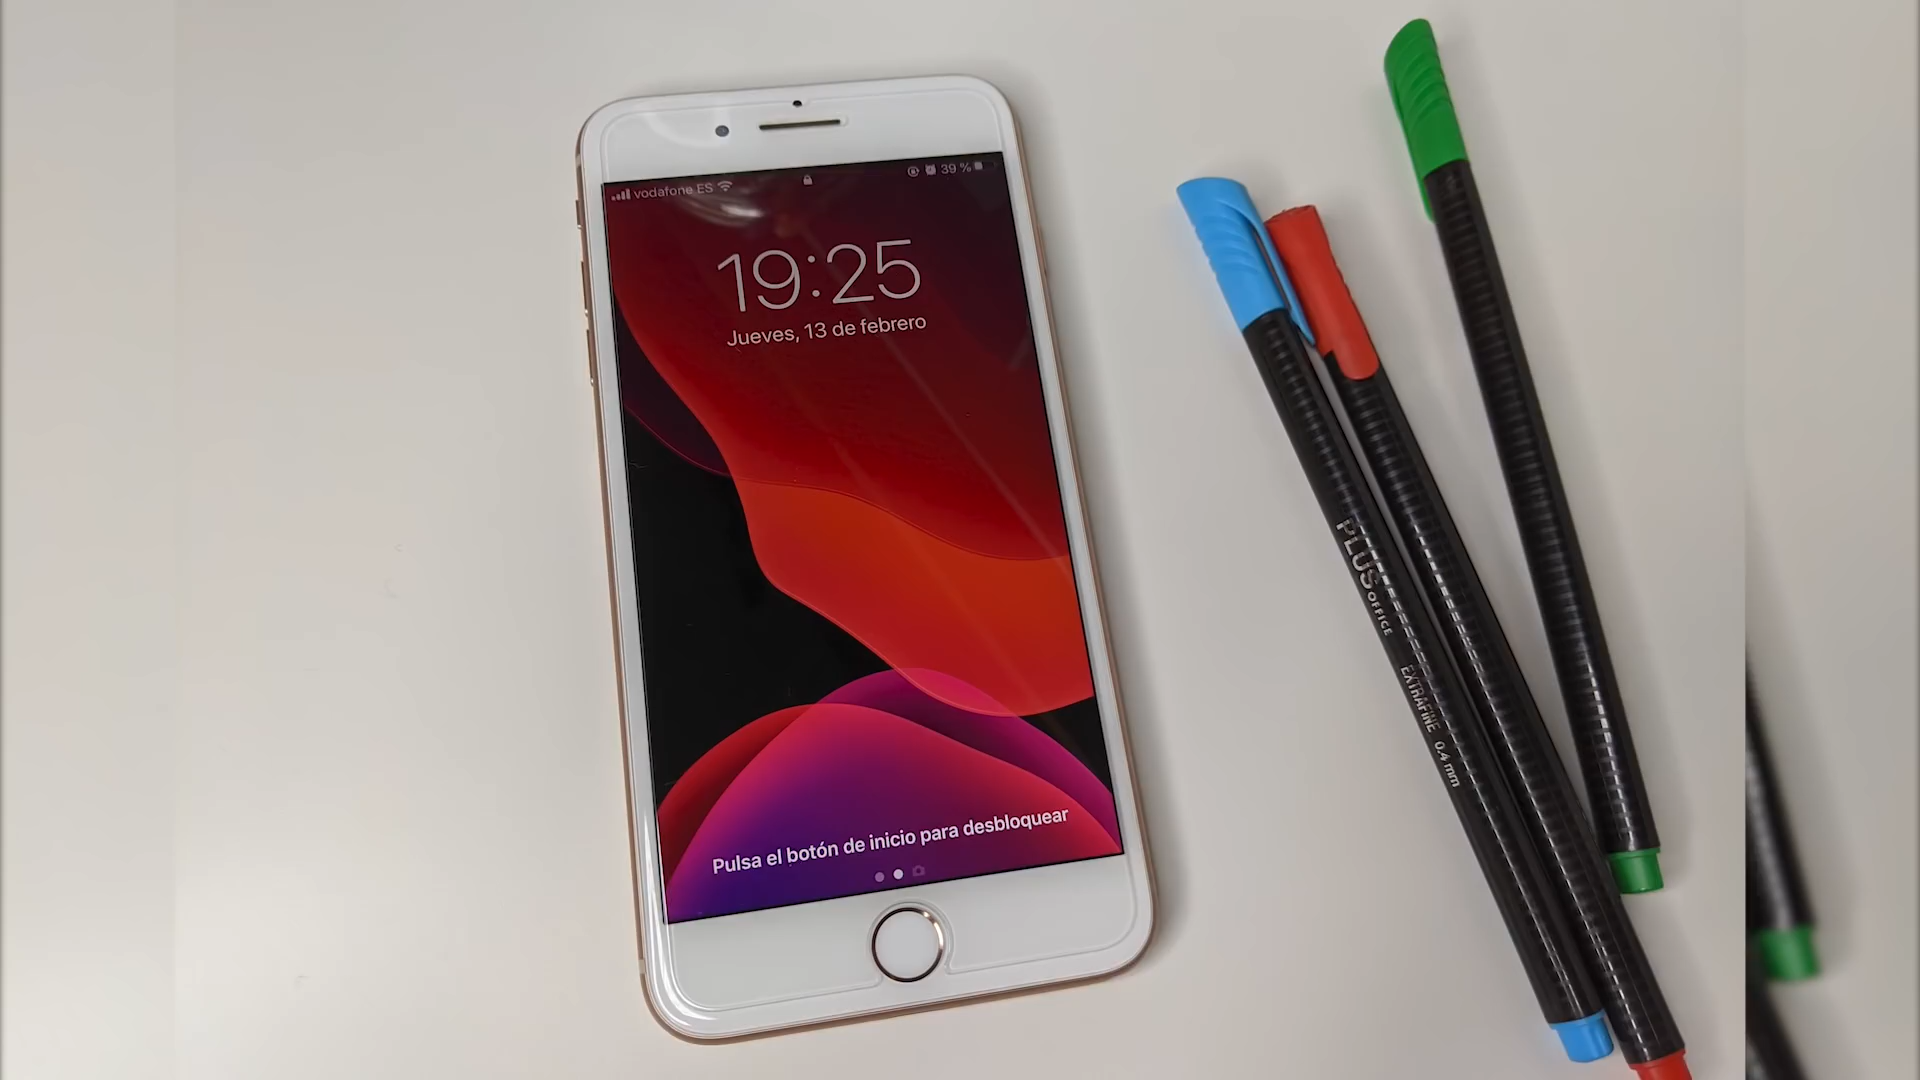 vodafone ES 39 %
19:25
Jueves, 13 de febrero
Pulsa el botón de inicio para desbloquear
PLUS OFFICE EXTRAFINE 0.4 mm